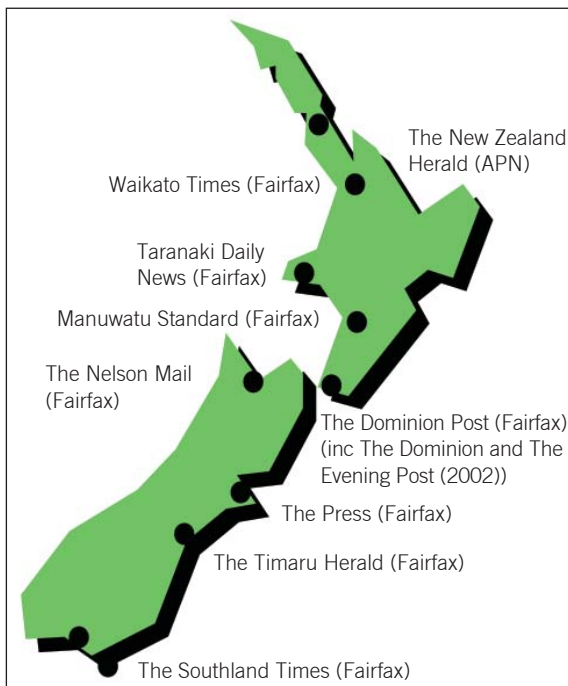 The New Zealand
Herald (APN)
Waikato Times (Fairfax)
Taranaki Daily
News (Fairfax)
Manuwatu Standard (Fairfax)
The Nelson Mail
(Fairfax)
The Dominion Post (Fairfax)
(inc The Dominion and The
Evening Post (2002))
The Press (Fairfax)
The Timaru Herald (Fairfax)
The Southland Times (Fairfax)